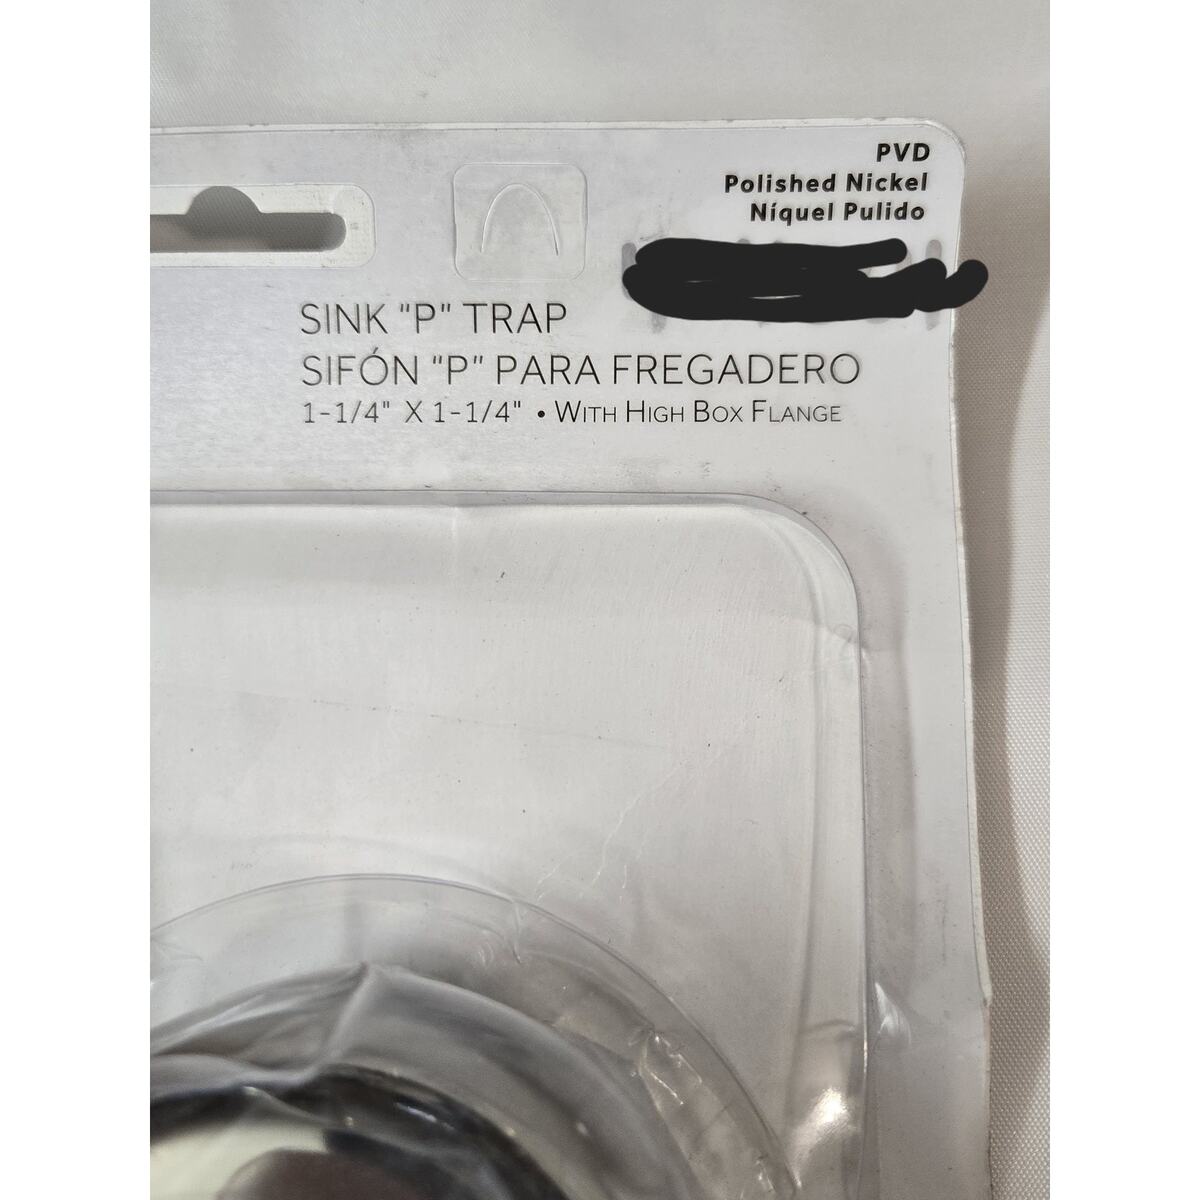 PVD
Polished Nickel
Níquel Pulido
SINK "P" TRAP
SIFÓN "P" PARA FREGADERO
1-1/4" X 1-1/4" • WITH HIGH BOX FLANGE